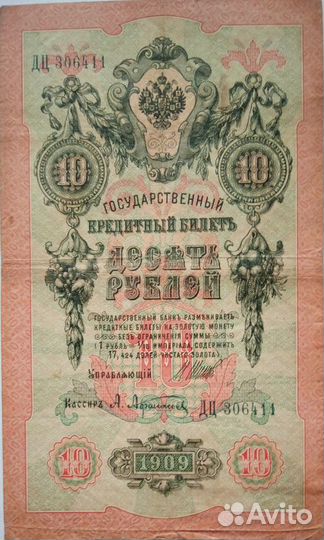 ДЦ 306411
10 10
ГОСУДАРСТВЕННЫЙ
КРЕДИТНЫЙ БИЛЕТЪ
ДЕСЯТЬ
РУБЛЕЙ
ГОСУДАРСТВЕННЫЙ БАНКЪ РАЗМѢНИВАЕТЪ
КРЕДИТНЫЕ БИЛЕТЫ НА ЗОЛОТУЮ МОНЕТУ
БЕЗЪ ОГРАНИЧЕНІЯ СУММЫ
(1 РУБЛЬ = 1/15 ИМПЕРІАЛА, СОДЕРЖИТЪ
17,424 ДОЛЕЙ ЧИСТАГО ЗОЛОТА)
10
УПРАВЛЯЮЩІЙ
Кассиръ А. Афанасьев ДЦ 306411
10 1909 10
Avito